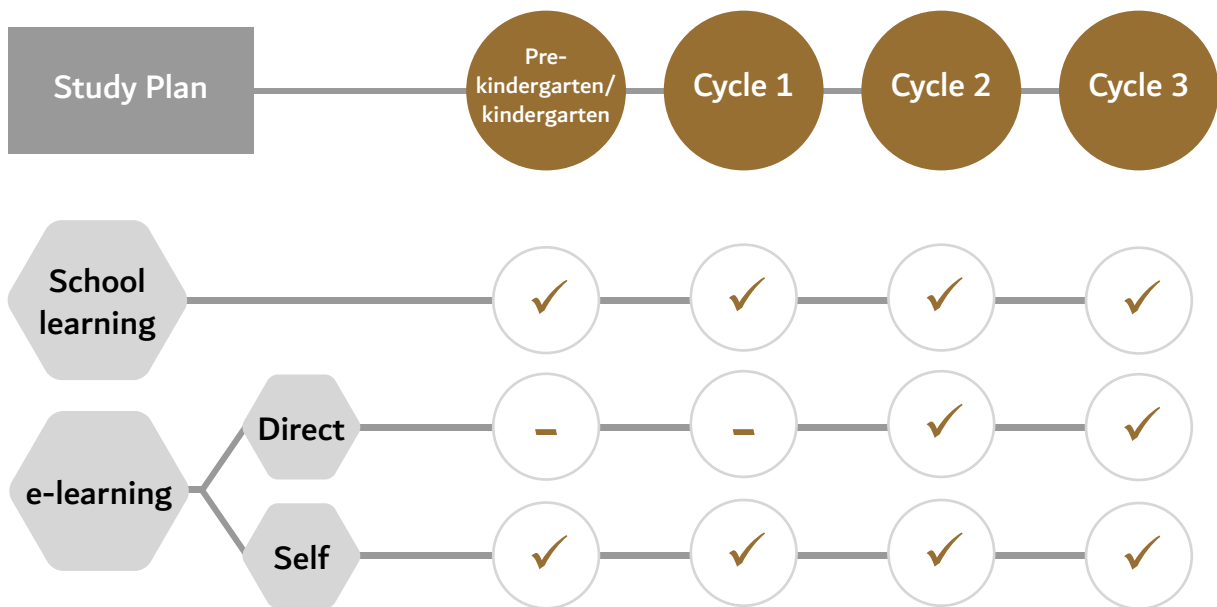 Study Plan
Pre-
kindergarten/
kindergarten
Cycle 1
Cycle 2
Cycle 3
School
learning
✓ ✓ ✓ ✓
e-learning
Direct
- - ✓ ✓
Self
✓ ✓ ✓ ✓